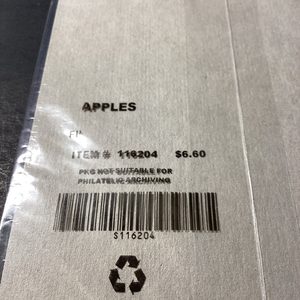 APPLES
ITEM # 116204 $6.60
PKG NOT SUITABLE FOR
PHILATELIC ARCHIVING
S116204